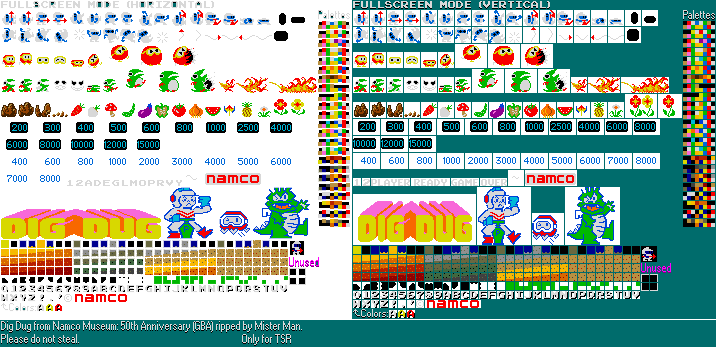 FULLSCREEN MODE (HORIZONTAL) FULLSCREEN MODE (VERTICAL)
Palettes Palettes
200 300 400 500 600 800 1000 2500 4000 200 300 400 500 600 1000 2500 4000 6000 8000
6000 8000 10000 12000 15000 10000 12000 15000
400 600 800 1000 2000 3000 4000 5000 6000 400 600 800 1000 2000 3000 4000 5000 6000 7000 8000
7000 8000
12ADEGLMOPRVY namco 12PLAYER READY GAME OVER namco
DIG DUG DIG DUG
Unused Unused
namco namco
Colors: A A A Colors: A A A
Dig Dug from Namco Museum: 50th Anniversary (GBA) ripped by Mister Man.
Please do not steal. Only for TSR